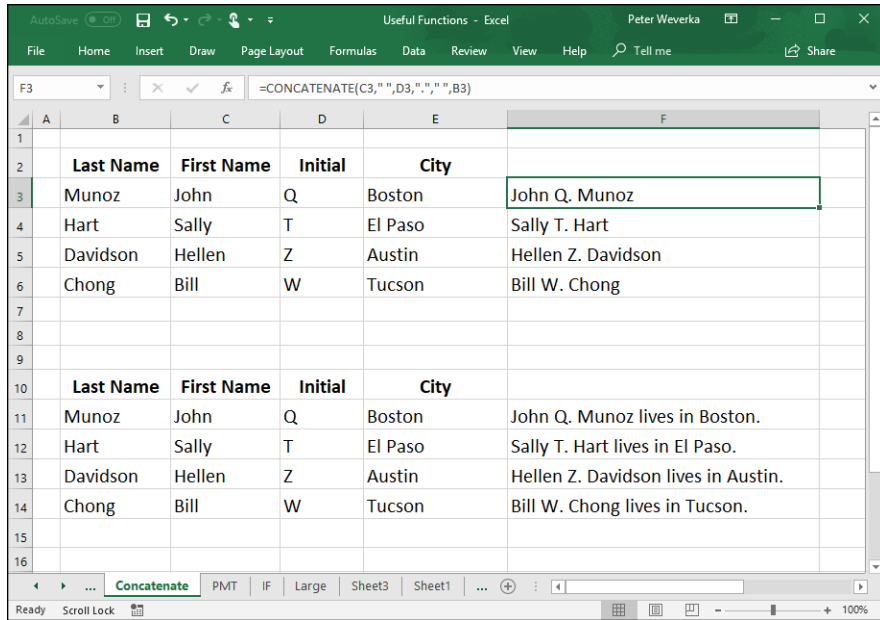 AutoSave Off Useful Functions - Excel Peter Weverka
File Home Insert Draw Page Layout Formulas Data Review View Help Tell me Share
F3 fx =CONCATENATE(C3," ",D3,"."," ",B3)
A B C D E F
1
2 Last Name First Name Initial City
3 Munoz John Q Boston John Q. Munoz
4 Hart Sally T El Paso Sally T. Hart
5 Davidson Hellen Z Austin Hellen Z. Davidson
6 Chong Bill W Tucson Bill W. Chong
7
8
9
10 Last Name First Name Initial City
11 Munoz John Q Boston John Q. Munoz lives in Boston.
12 Hart Sally T El Paso Sally T. Hart lives in El Paso.
13 Davidson Hellen Z Austin Hellen Z. Davidson lives in Austin.
14 Chong Bill W Tucson Bill W. Chong lives in Tucson.
15
16
... Concatenate PMT IF Large Sheet3 Sheet1 ...
Ready Scroll Lock 100%